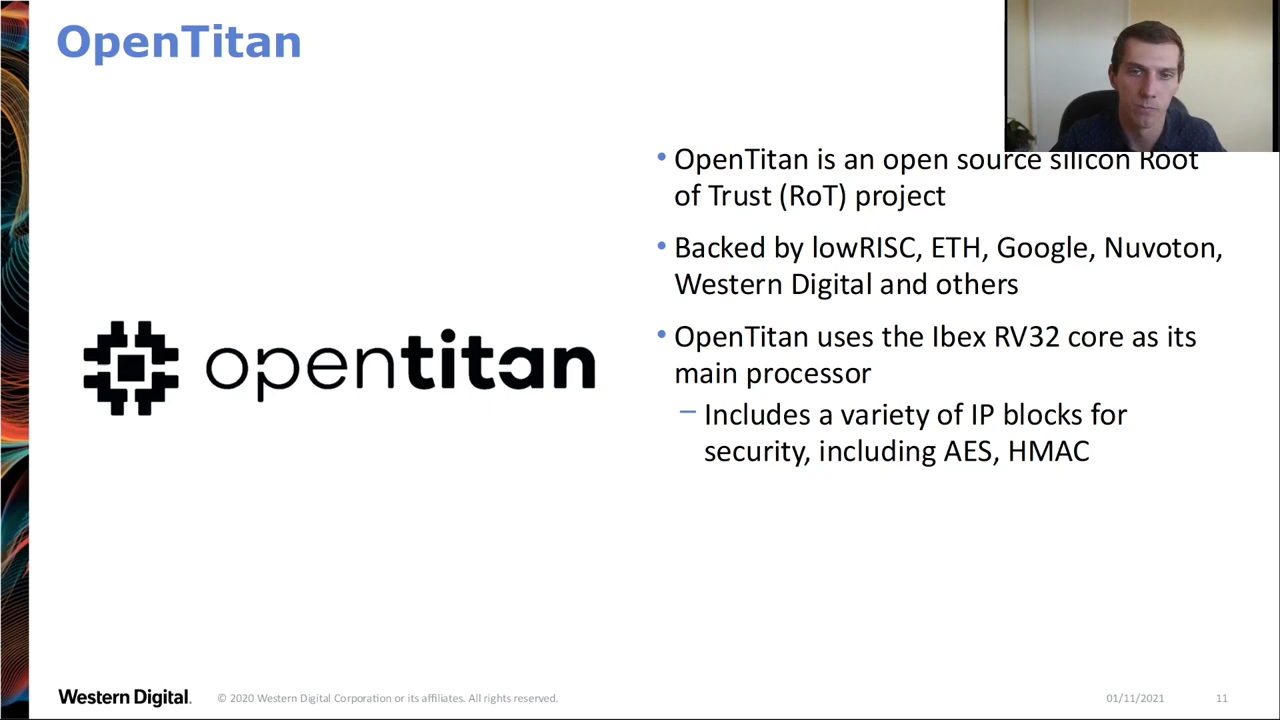 OpenTitan
• OpenTitan is an open source silicon Root
of Trust (RoT) project
• Backed by lowRISC, ETH, Google, Nuvoton,
Western Digital and others
• OpenTitan uses the Ibex RV32 core as its
main processor
– Includes a variety of IP blocks for
security, including AES, HMAC
opentitan
Western Digital.
© 2020 Western Digital Corporation or its affiliates. All rights reserved.
01/11/2021
11